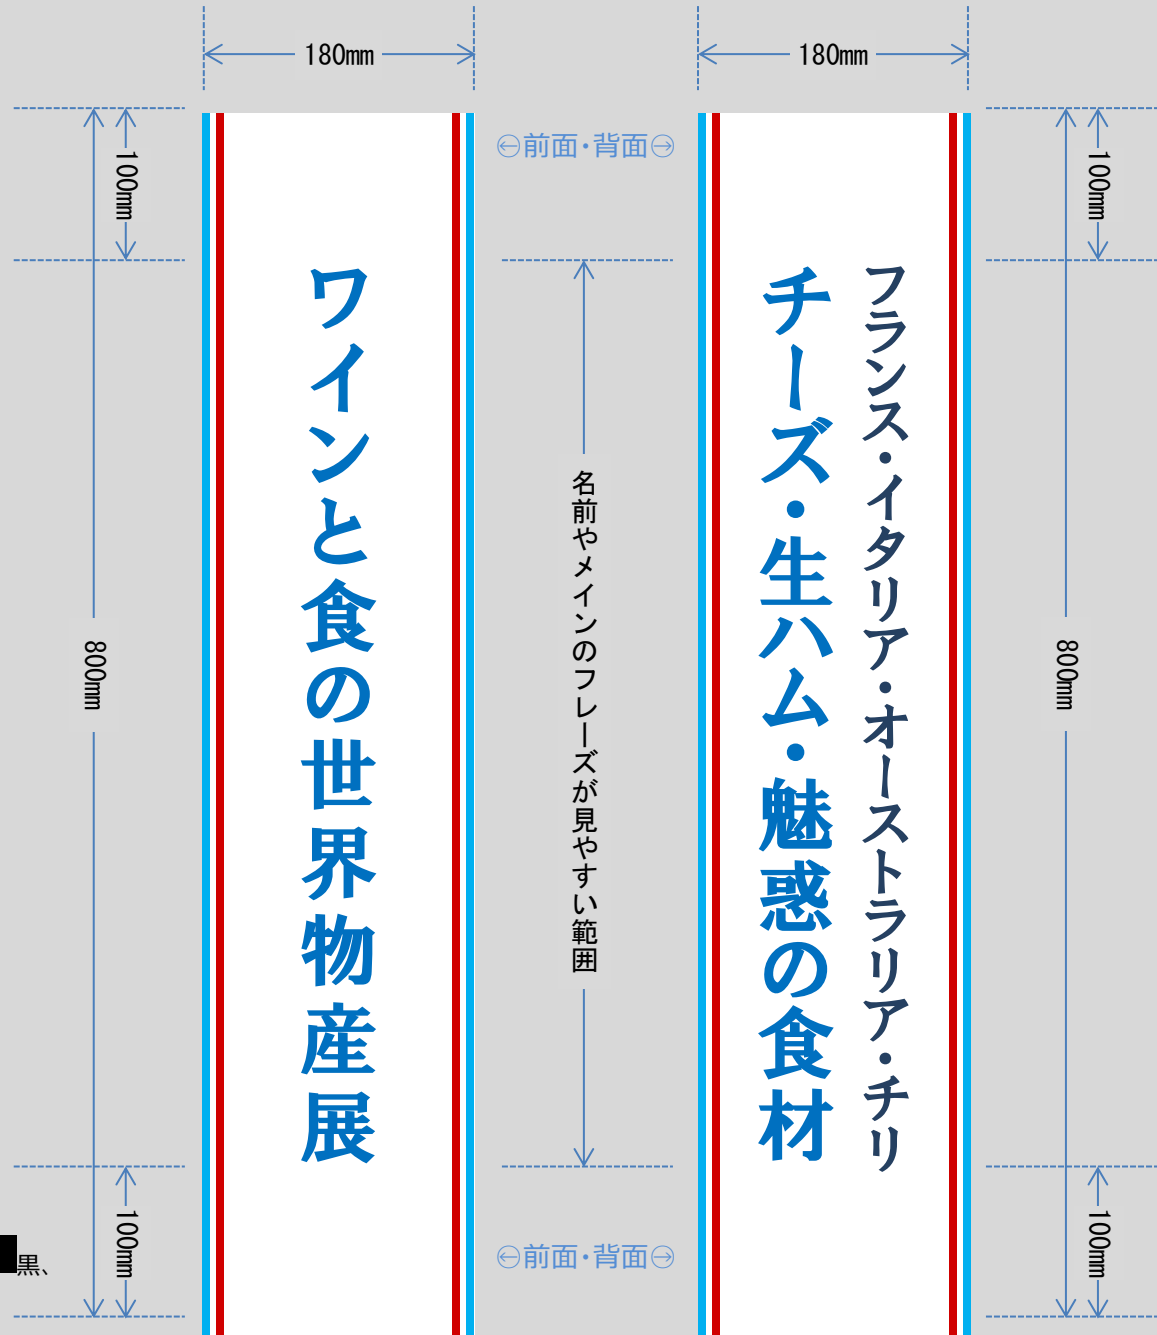 180mm
180mm
100mm
100mm
←前面・背面→
ワインと食の世界物産展
フランス・イタリア・オーストラリア・チリ
チーズ・生ハム・魅惑の食材
名前やメインのフレーズが見やすい範囲
800mm
800mm
100mm
100mm
←前面・背面→
黒、